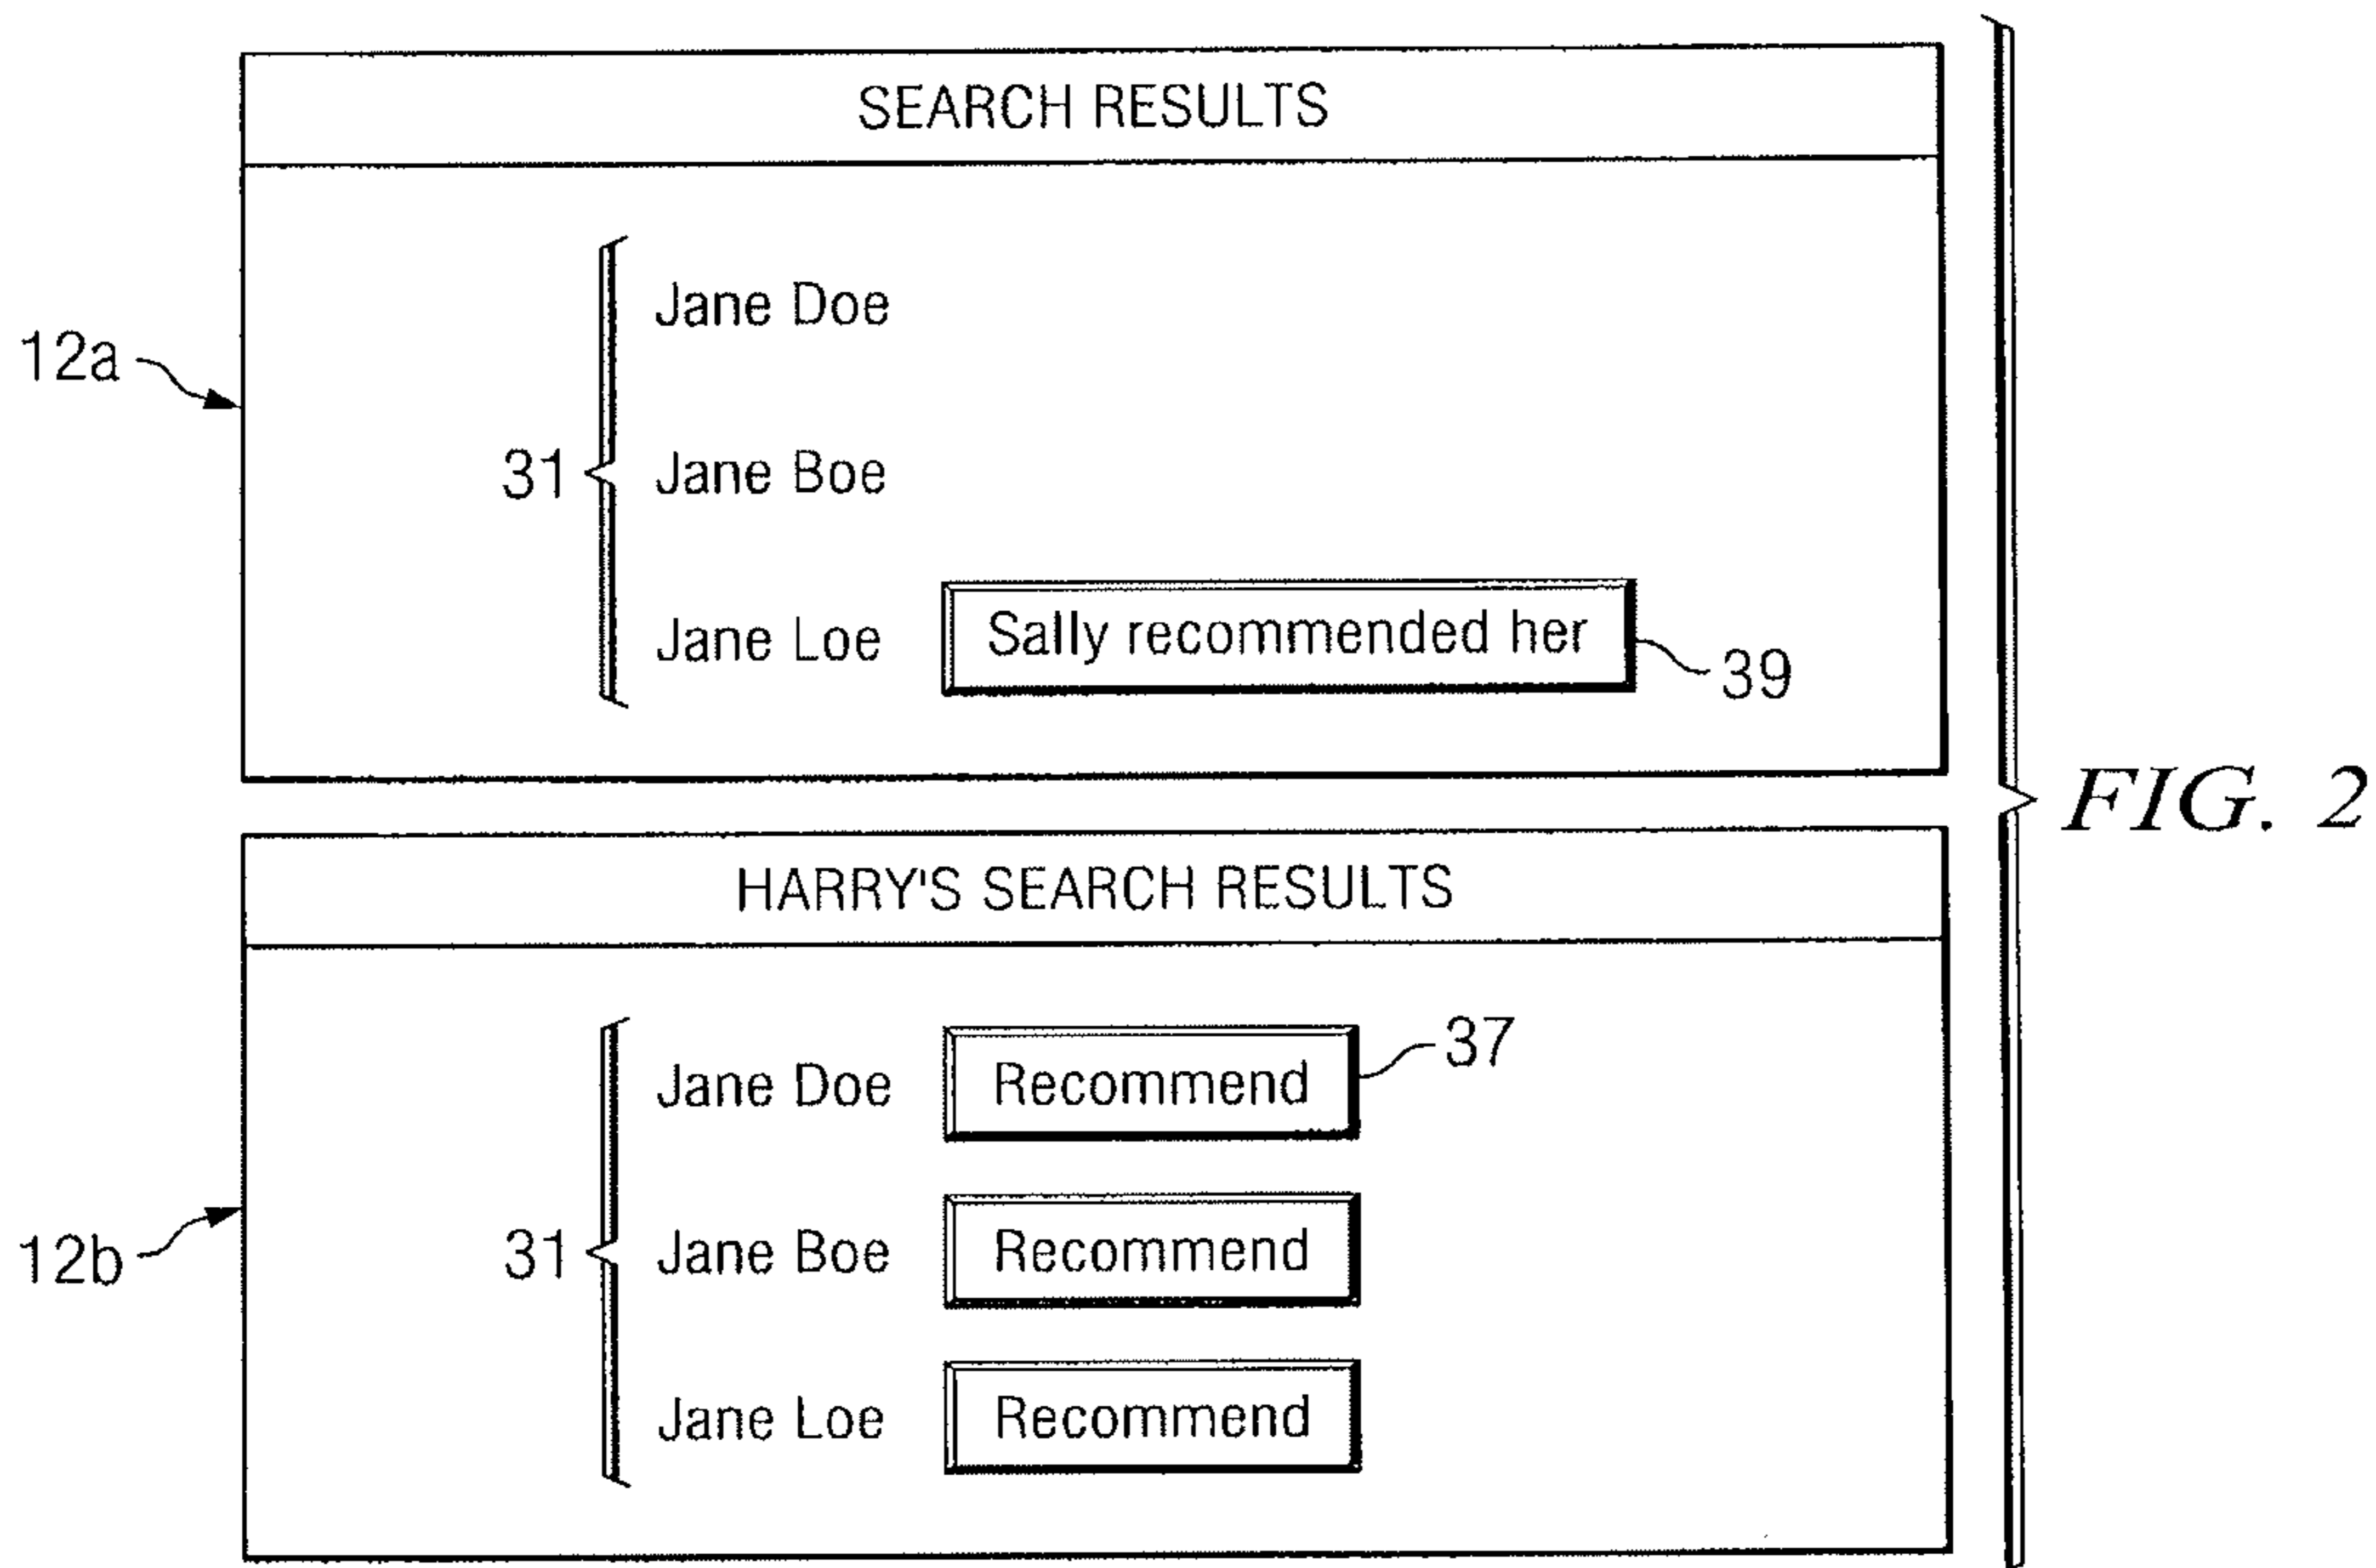 SEARCH RESULTS
12a
31
Jane Doe
Jane Boe
Jane Loe
Sally recommended her
39
FIG. 2
HARRY'S SEARCH RESULTS
12b
31
Jane Doe
Recommend
37
Jane Boe
Recommend
Jane Loe
Recommend